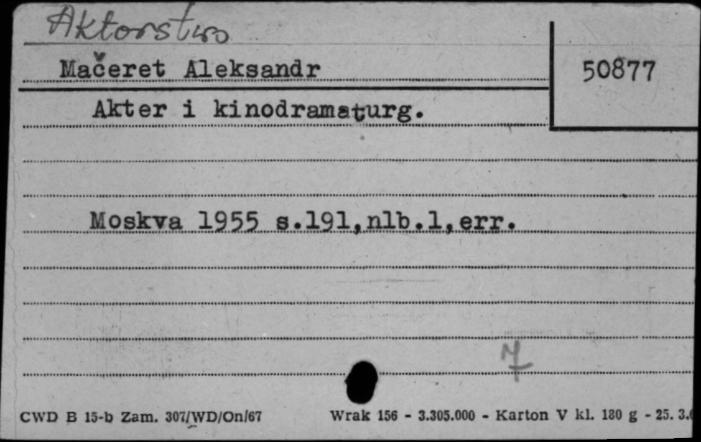 Aktorstwo
Mačeret Aleksandr
50877
Akter i kinodramaturg.
Moskva 1955 s.191,nlb.1,err.
CWD B 15-b Zam. 307/WD/On/67
Wrak 156 - 3.305.000 - Karton V kl. 180 g - 25. 3.